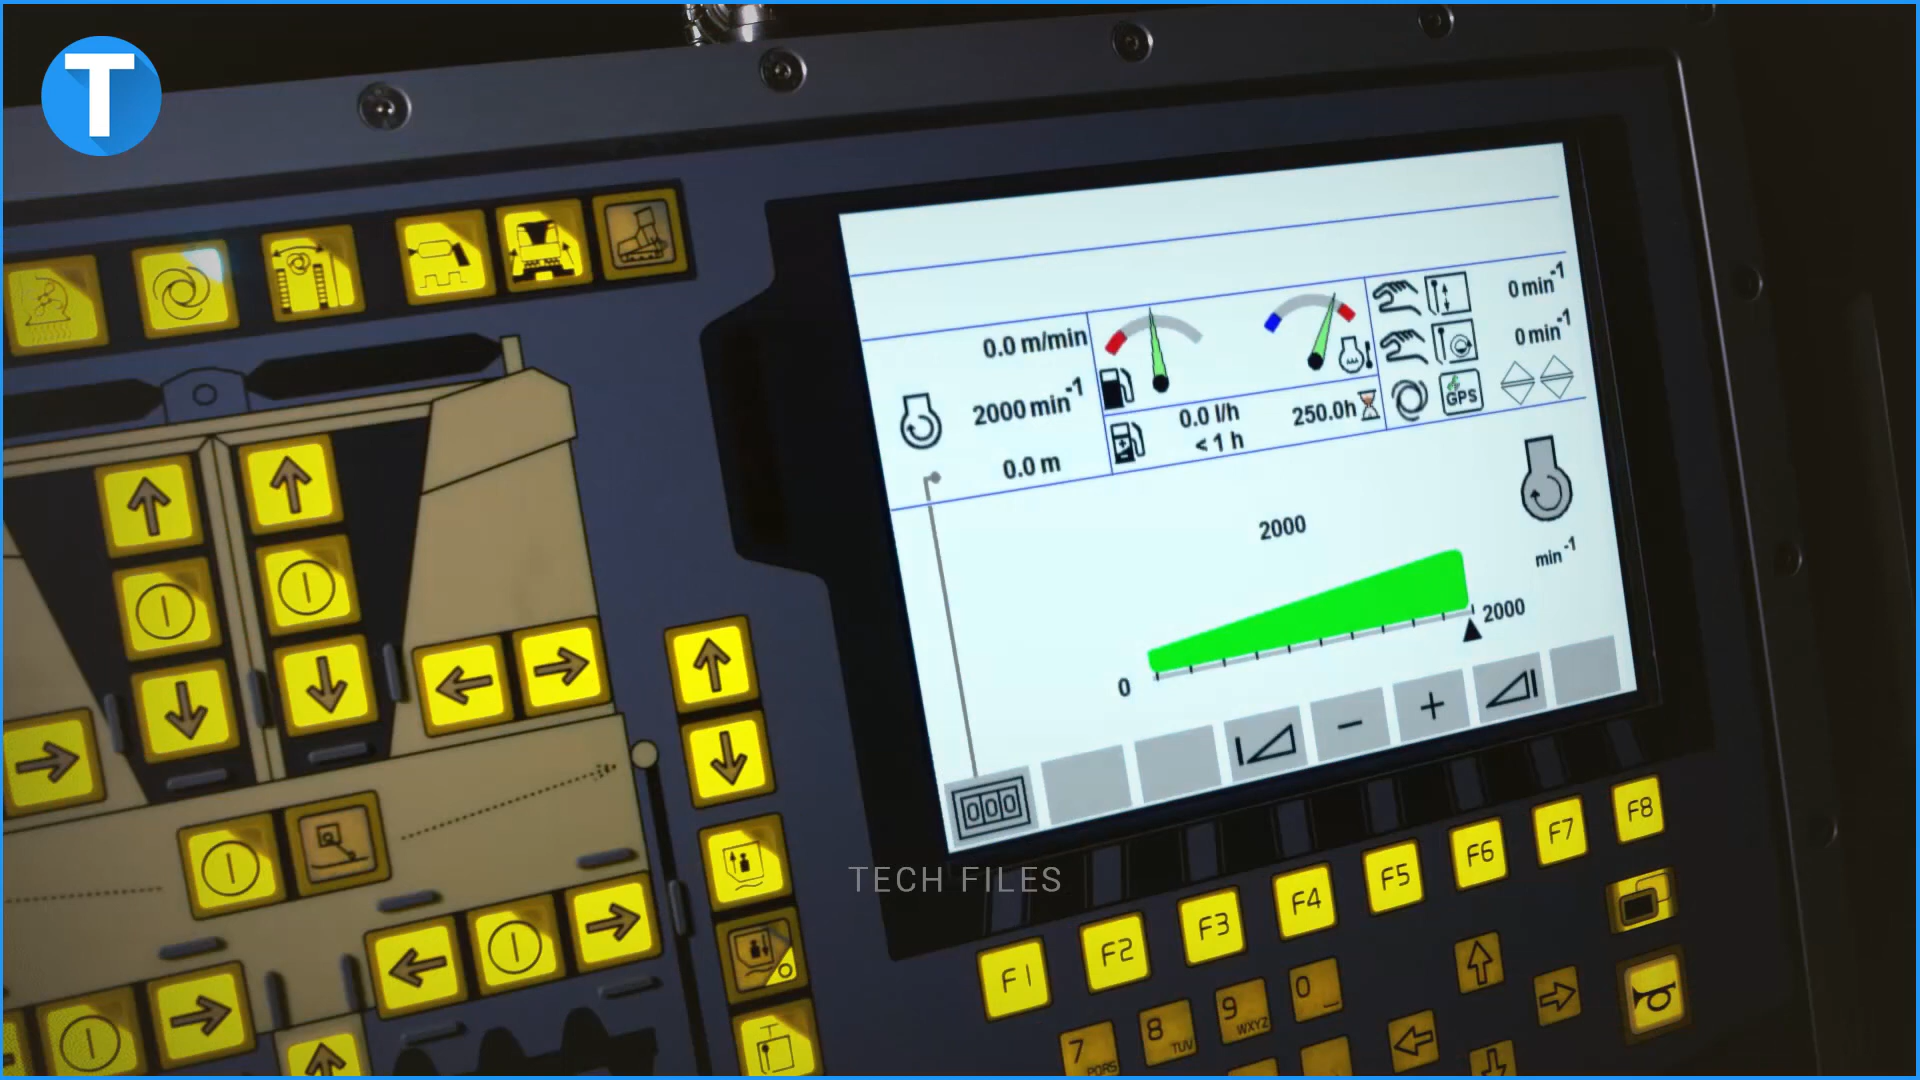 T
0.0 m/min
2000 min-1
0.0 m
0.0 l/h
< 1 h
250.0h
0 min-1
0 min-1
GPS
2000
min-1
0
2000
000
−
+
TECH FILES
F1
F2
F3
F4
F5
F6
F7
F8
7
PQRS
8
TUV
9
WXYZ
0
_